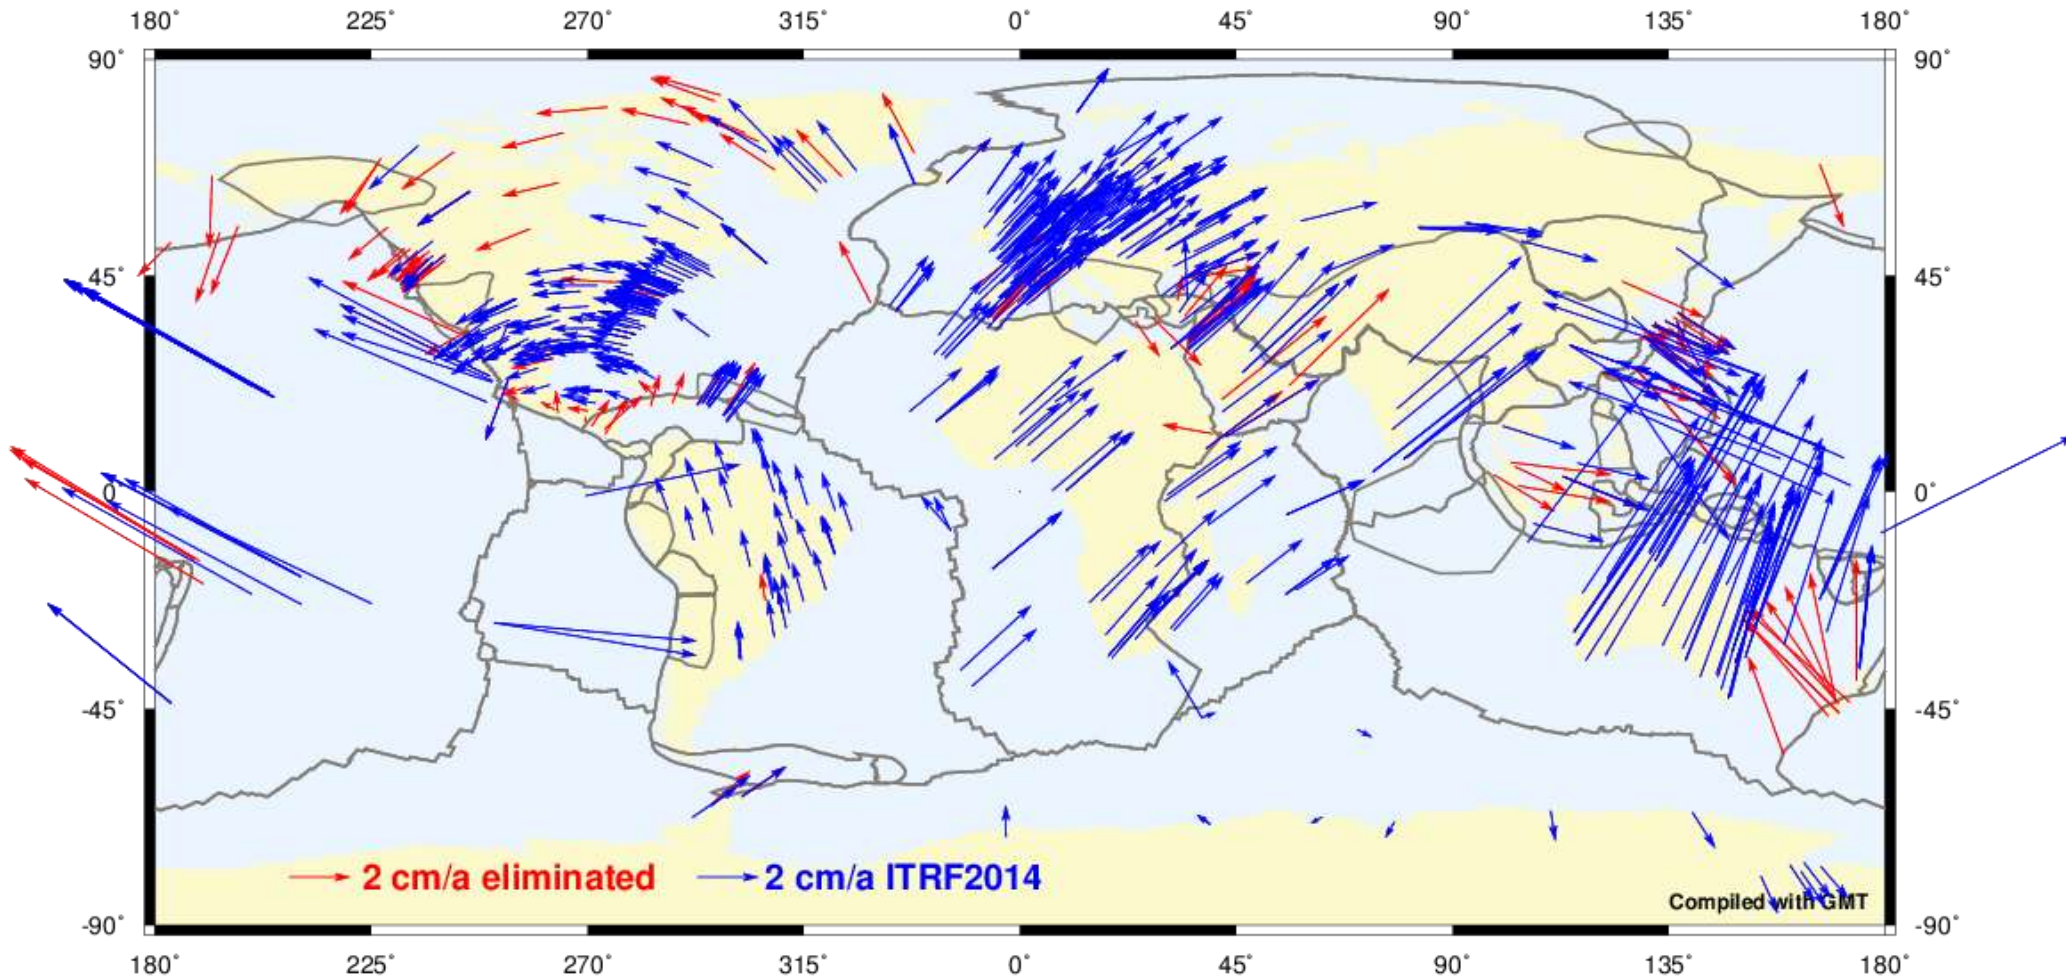 180˚ 225˚ 270˚ 315˚ 0˚ 45˚ 90˚ 135˚ 180˚
90˚ 90˚
45˚ 45˚
0˚ 0˚
-45˚ -45˚
2 cm/a eliminated 2 cm/a ITRF2014
Compiled with GMT
-90˚ -90˚
180˚ 225˚ 270˚ 315˚ 0˚ 45˚ 90˚ 135˚ 180˚